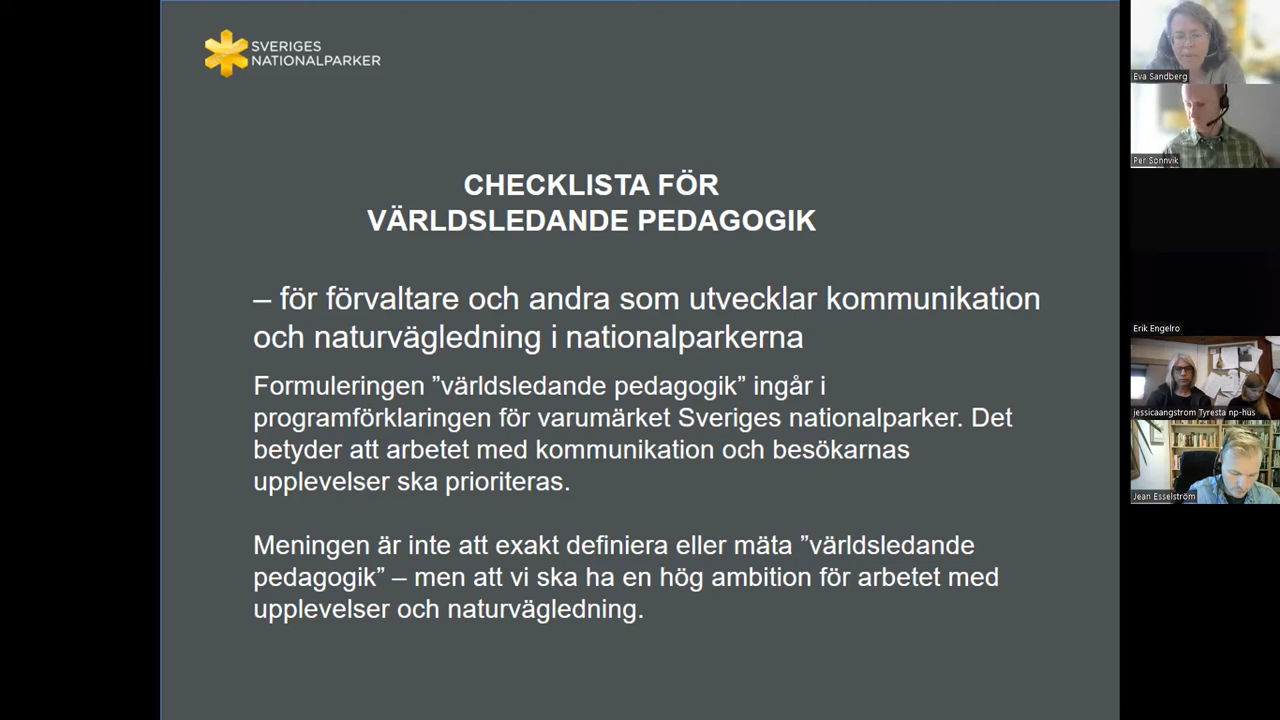 SVERIGES
NATIONALPARKER
CHECKLISTA FÖR
VÄRLDSLEDANDE PEDAGOGIK
– för förvaltare och andra som utvecklar kommunikation
och naturvägledning i nationalparkerna
Formuleringen ”världsledande pedagogik” ingår i
programförklaringen för varumärket Sveriges nationalparker. Det
betyder att arbetet med kommunikation och besökarnas
upplevelser ska prioriteras.
Meningen är inte att exakt definiera eller mäta ”världsledande
pedagogik” – men att vi ska ha en hög ambition för arbetet med
upplevelser och naturvägledning.
Eva Sandberg
Per Sonnvik
Erik Engelro
jessicaangstrom Tyresta np-hus
Jean Esselström